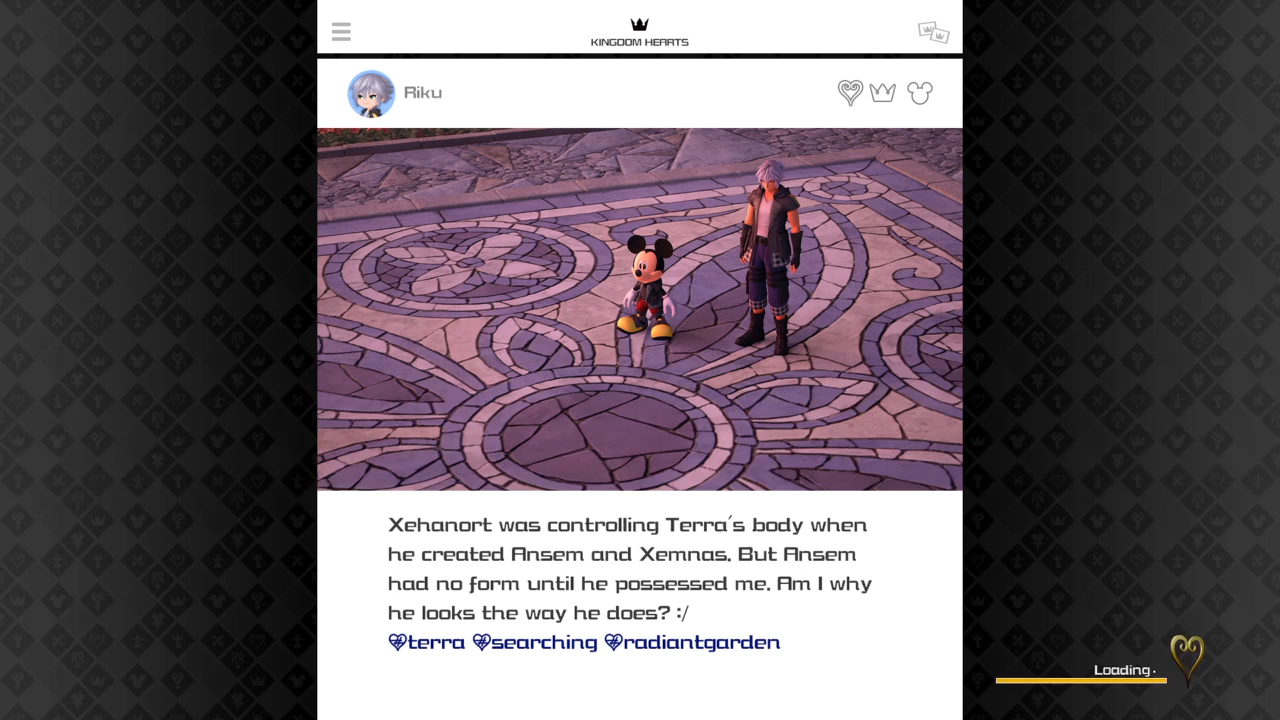 KINGDOM HEARTS
Riku
Xehanort was controlling Terra's body when
he created Ansem and Xemnas. But Ansem
had no form until he possessed me. Am I why
he looks the way he does? :/
#terra #searching #radiantgarden
Loading.